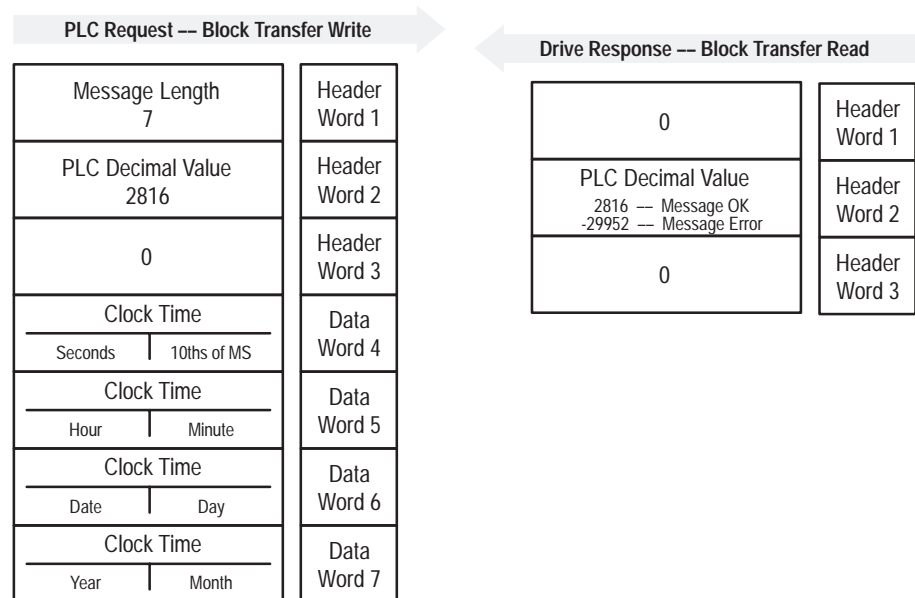 PLC Request –– Block Transfer Write
Message Length
7
Header
Word 1
PLC Decimal Value
2816
Header
Word 2
0
Header
Word 3
Clock Time
Seconds 10ths of MS
Data
Word 4
Clock Time
Hour Minute
Data
Word 5
Clock Time
Date Day
Data
Word 6
Clock Time
Year Month
Data
Word 7
Drive Response –– Block Transfer Read
0
Header
Word 1
PLC Decimal Value
2816 –– Message OK
-29952 –– Message Error
Header
Word 2
0
Header
Word 3